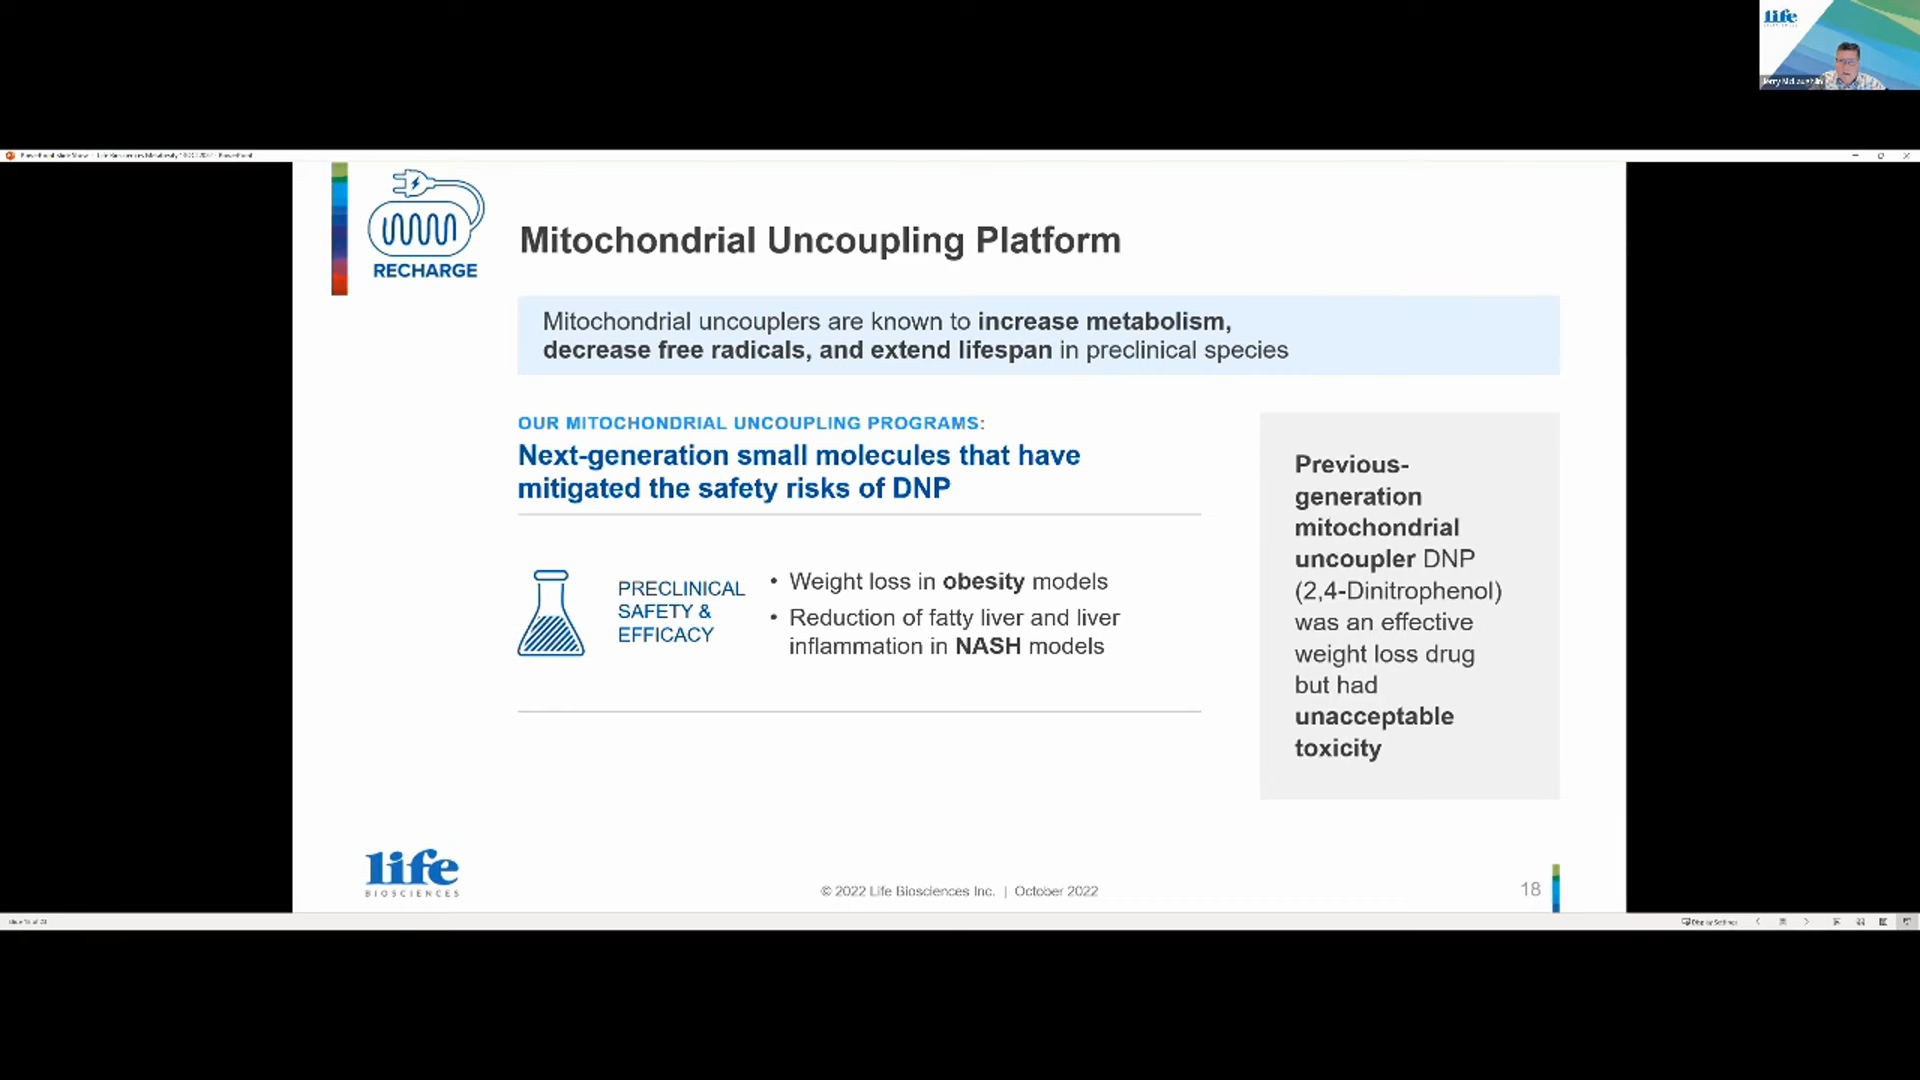 life
Jerry McLaughlin
RECHARGE
Mitochondrial Uncoupling Platform
Mitochondrial uncouplers are known to increase metabolism,
decrease free radicals, and extend lifespan in preclinical species
OUR MITOCHONDRIAL UNCOUPLING PROGRAMS:
Next-generation small molecules that have
mitigated the safety risks of DNP
PRECLINICAL
SAFETY &
EFFICACY
• Weight loss in obesity models
• Reduction of fatty liver and liver
inflammation in NASH models
Previous-
generation
mitochondrial
uncoupler DNP
(2,4-Dinitrophenol)
was an effective
weight loss drug
but had
unacceptable
toxicity
life
BIOSCIENCES
© 2022 Life Biosciences Inc. | October 2022
18
Display Settings